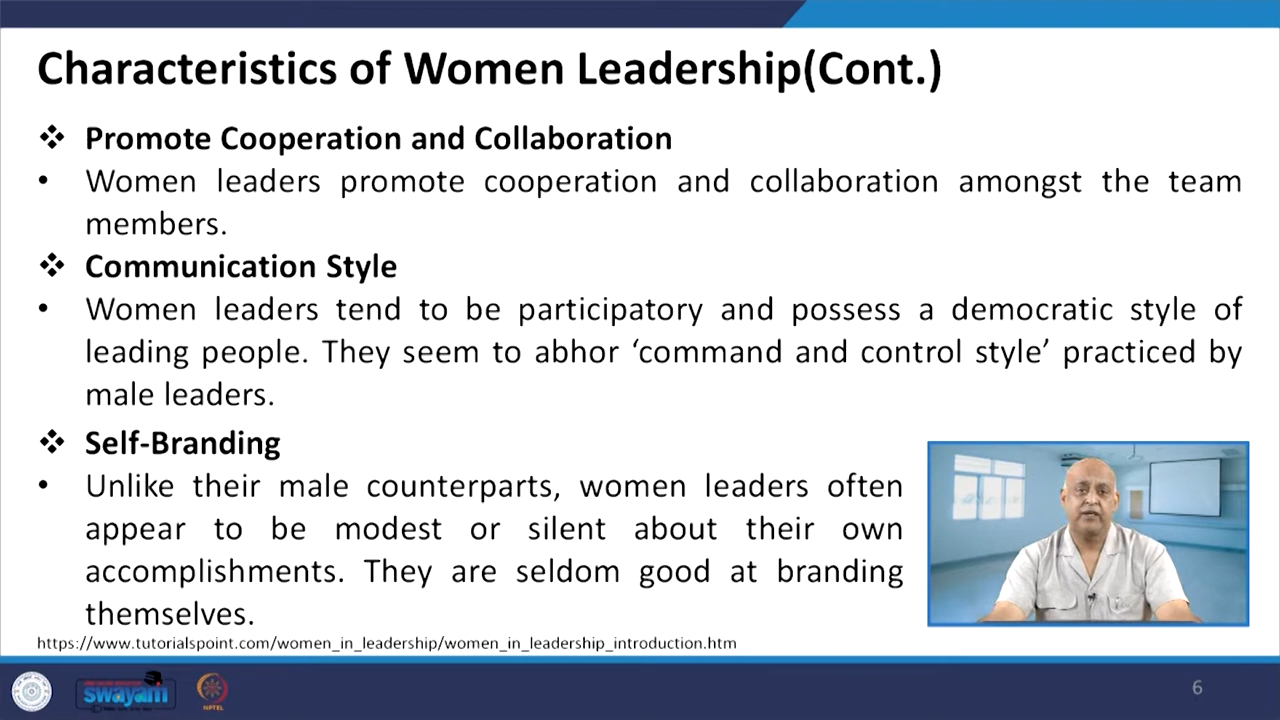 Characteristics of Women Leadership(Cont.)
❖ Promote Cooperation and Collaboration
• Women leaders promote cooperation and collaboration amongst the team
members.
❖ Communication Style
• Women leaders tend to be participatory and possess a democratic style of
leading people. They seem to abhor ‘command and control style’ practiced by
male leaders.
❖ Self-Branding
• Unlike their male counterparts, women leaders often
appear to be modest or silent about their own
accomplishments. They are seldom good at branding
themselves.
https://www.tutorialspoint.com/women_in_leadership/women_in_leadership_introduction.htm
swayam
NPTEL
6